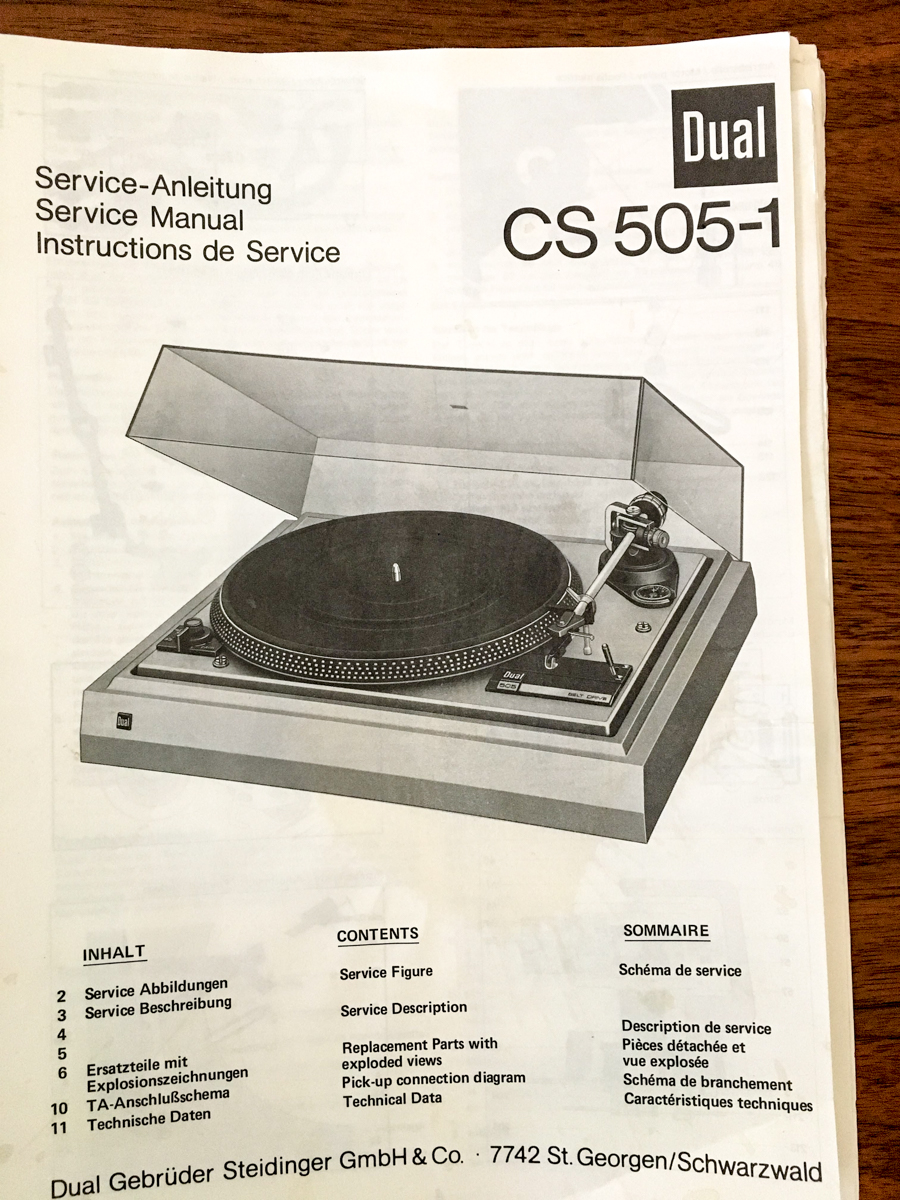 Dual
CS 505-1
Service-Anleitung
Service Manual
Instructions de Service
Dual
505
BELT DRIVE
Dual
INHALT
2 Service Abbildungen
3 Service Beschreibung
4
5
6 Ersatzteile mit
Explosionszeichnungen
10 TA-Anschlußschema
11 Technische Daten
CONTENTS
Service Figure
Service Description
Replacement Parts with
exploded views
Pick-up connection diagram
Technical Data
SOMMAIRE
Schéma de service
Description de service
Pièces détachée et
vue explosée
Schéma de branchement
Caractéristiques techniques
Dual Gebrüder Steidinger GmbH & Co. · 7742 St. Georgen/Schwarzwald